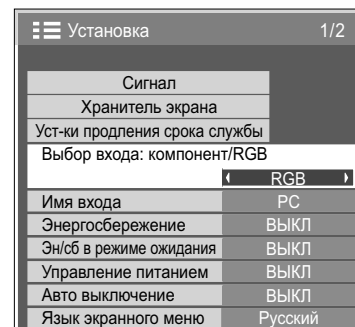 Установка 1/2
Сигнал
Хранитель экрана
Уст-ки продления срока службы
Выбор входа: компонент/RGB
RGB
Имя входа PC
Энергосбережение ВЫКЛ
Эн/сб в режиме ожидания ВЫКЛ
Управление питанием ВЫКЛ
Авто выключение ВЫКЛ
Язык экранного меню Русский